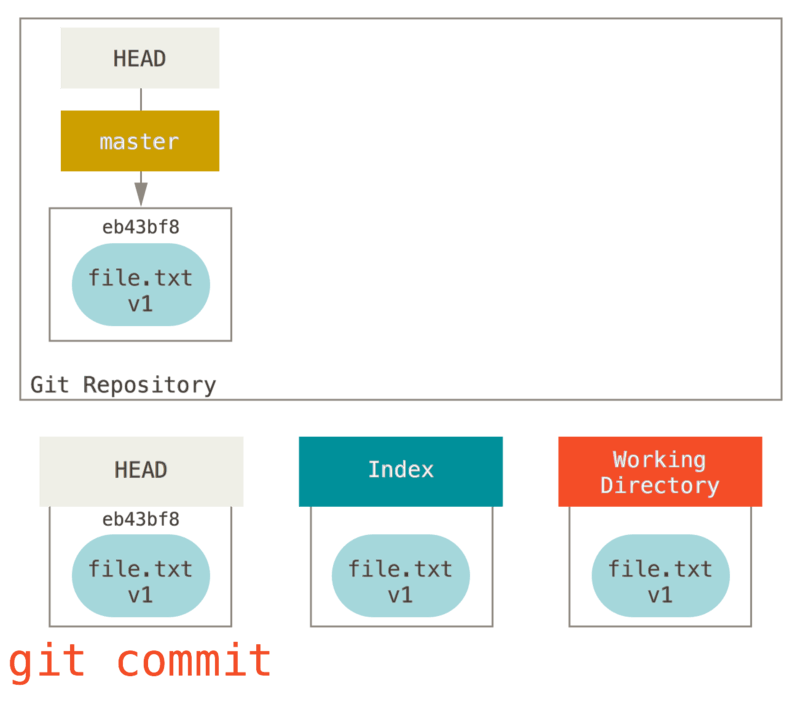 HEAD
master
eb43bf8
file.txt
v1
Git Repository
HEAD
Index
Working
Directory
eb43bf8
file.txt
v1
file.txt
v1
file.txt
v1
git commit